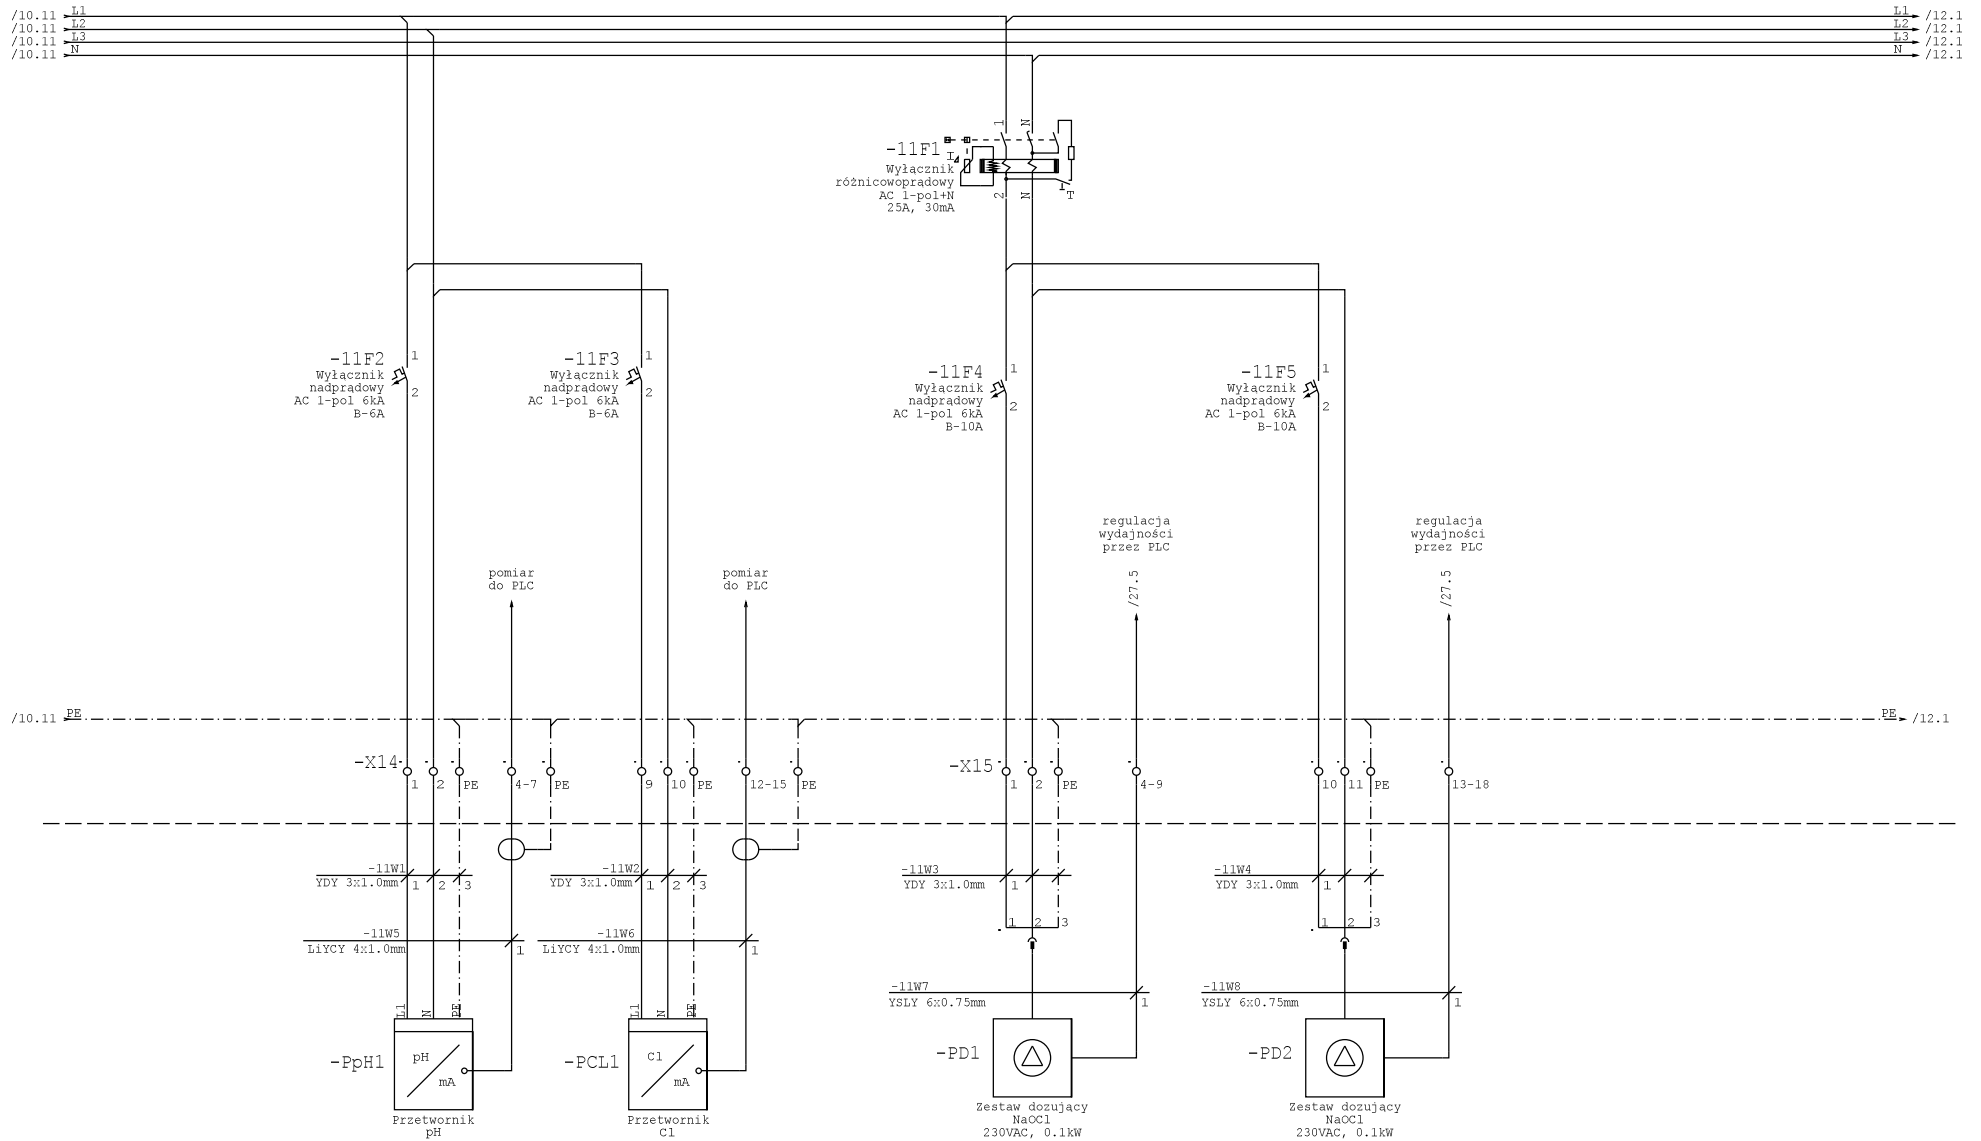 /10.11 L1 L1 /12.1
/10.11 L2 L2 /12.1
/10.11 L3 L3 /12.1
/10.11 N N /12.1
1 N
-11F1 I
Wyłącznik
różnicowoprądowy
AC 1-pol+N
25A, 30mA
2 N T
-11F2
Wyłącznik
nadprądowy
AC 1-pol 6kA
B-6A
1
2
-11F3
Wyłącznik
nadprądowy
AC 1-pol 6kA
B-6A
1
2
-11F4
Wyłącznik
nadprądowy
AC 1-pol 6kA
B-10A
1
2
-11F5
Wyłącznik
nadprądowy
AC 1-pol 6kA
B-10A
1
2
pomiar
do PLC
pomiar
do PLC
regulacja
wydajności
przez PLC
/27.5
regulacja
wydajności
przez PLC
/27.5
/10.11 PE PE /12.1
-X14 -X15
1 2 PE 4-7 PE 9 10 PE 12-15 PE 1 2 PE 4-9 10 11 PE 13-18
-11W1
YDY 3x1.0mm 1 2 3
-11W2
YDY 3x1.0mm 1 2 3
-11W3
YDY 3x1.0mm 1
-11W4
YDY 3x1.0mm 1
1 2 3
1 2 3
-11W5
LiYCY 4x1.0mm 1
-11W6
LiYCY 4x1.0mm 1
-11W7
YSLY 6x0.75mm 1
-11W8
YSLY 6x0.75mm 1
L1 N PE
-PpH1
pH
mA
Przetwornik
pH
L1 N PE
-PCL1
Cl
mA
Przetwornik
Cl
-PD1
Zestaw dozujący
NaOCl
230VAC, 0.1kW
-PD2
Zestaw dozujący
NaOCl
230VAC, 0.1kW